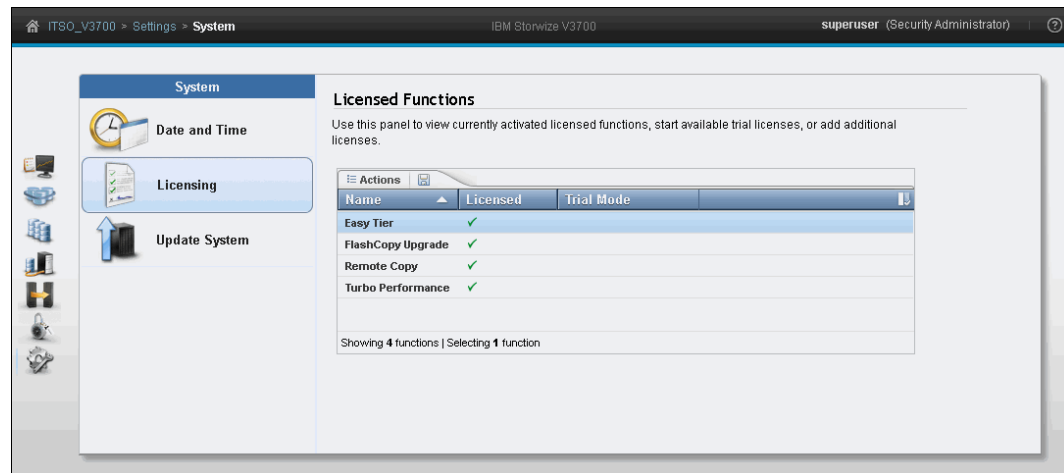 ITSO_V3700 > Settings > System
IBM Storwize V3700
superuser (Security Administrator)
System
Date and Time
Licensing
Update System
Licensed Functions
Use this panel to view currently activated licensed functions, start available trial licenses, or add additional
licenses.
Actions
Name Licensed Trial Mode
Easy Tier
FlashCopy Upgrade
Remote Copy
Turbo Performance
Showing 4 functions | Selecting 1 function